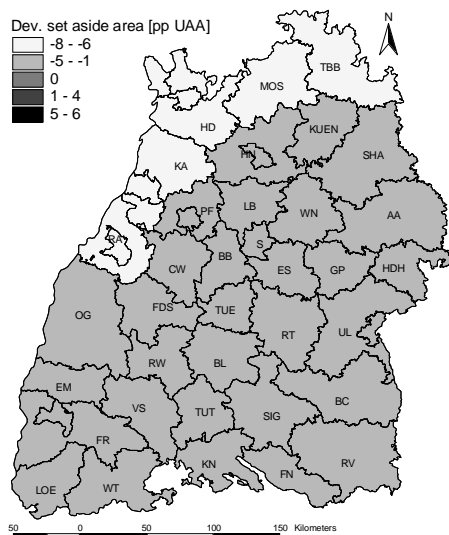 Dev. set aside area [pp UAA]
-8 - -6
-5 - -1
0
1 - 4
5 - 6
N
TBB
MOS
HD
KUEN
HN
SHA
KA
PF
LB
WN
AA
RA
S
CW
BB
ES
GP
HDH
OG
FDS
TUE
RT
UL
RW
BL
EM
VS
TUT
SIG
BC
FR
KN
FN
RV
LOE
WT
50 0 50 100 150 Kilometers